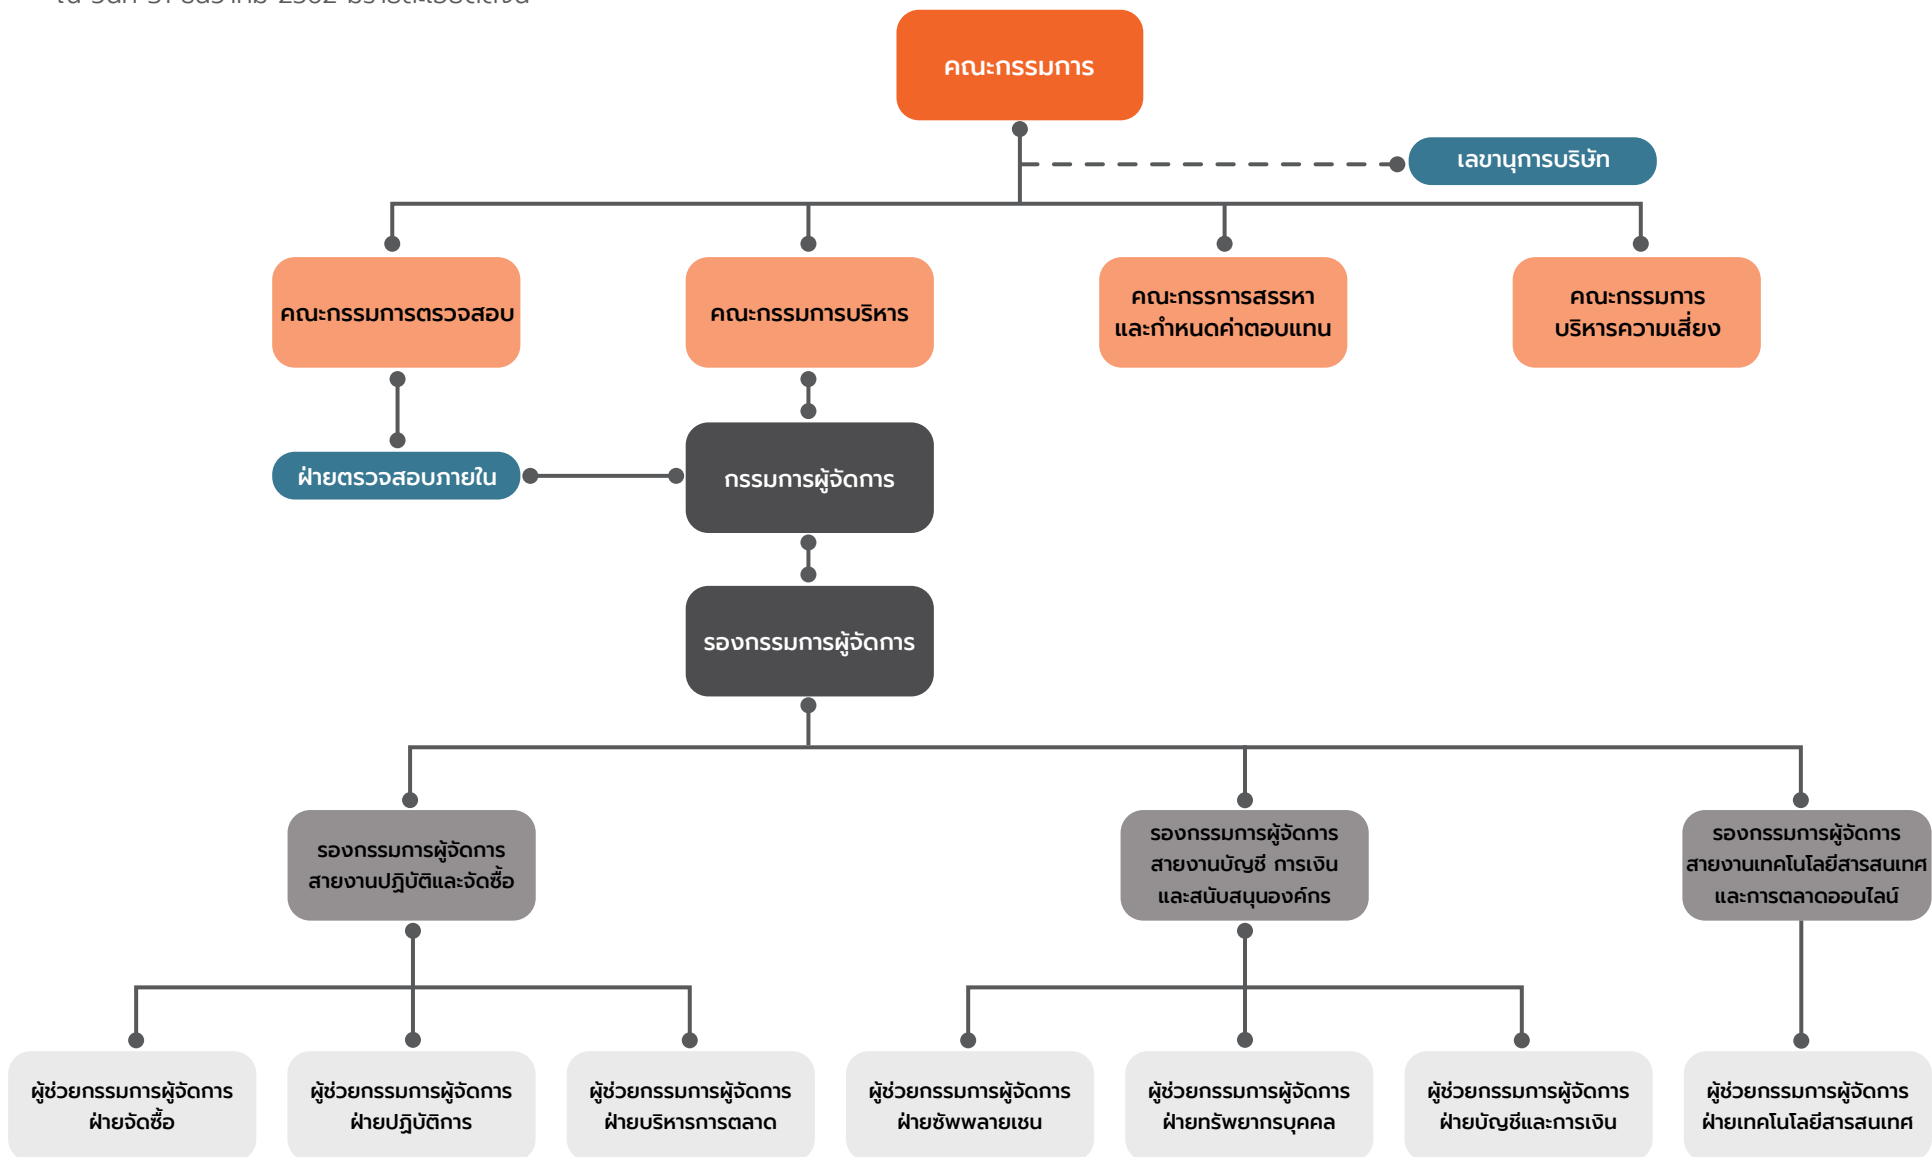 คณะกรรมการ
เลขานุการบริษัท
คณะกรรมการตรวจสอบ
คณะกรรมการบริหาร
คณะกรรการสรรหา
และกำหนดค่าตอบแทน
คณะกรรมการ
บริหารความเสี่ยง
ฝ่ายตรวจสอบภายใน
กรรมการผู้จัดการ
รองกรรมการผู้จัดการ
รองกรรมการผู้จัดการ
สายงานปฏิบัติและจัดซื้อ
รองกรรมการผู้จัดการ
สายงานบัญชี การเงิน
และสนับสนุนองค์กร
รองกรรมการผู้จัดการ
สายงานเทคโนโลยีสารสนเทศ
และการตลาดออนไลน์
ผู้ช่วยกรรมการผู้จัดการ
ฝ่ายจัดซื้อ
ผู้ช่วยกรรมการผู้จัดการ
ฝ่ายปฏิบัติการ
ผู้ช่วยกรรมการผู้จัดการ
ฝ่ายบริหารการตลาด
ผู้ช่วยกรรมการผู้จัดการ
ฝ่ายซัพพลายเชน
ผู้ช่วยกรรมการผู้จัดการ
ฝ่ายทรัพยากรบุคคล
ผู้ช่วยกรรมการผู้จัดการ
ฝ่ายบัญชีและการเงิน
ผู้ช่วยกรรมการผู้จัดการ
ฝ่ายเทคโนโลยีสารสนเทศ